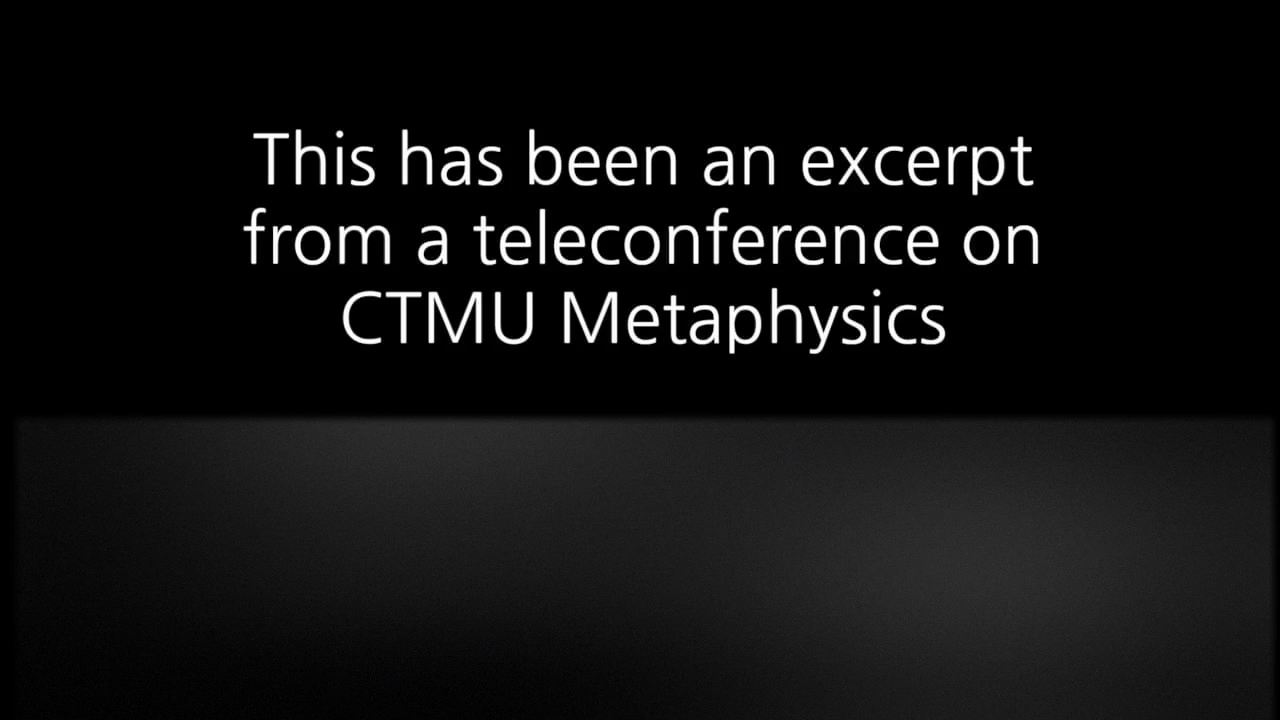 This has been an excerpt
from a teleconference on
CTMU Metaphysics